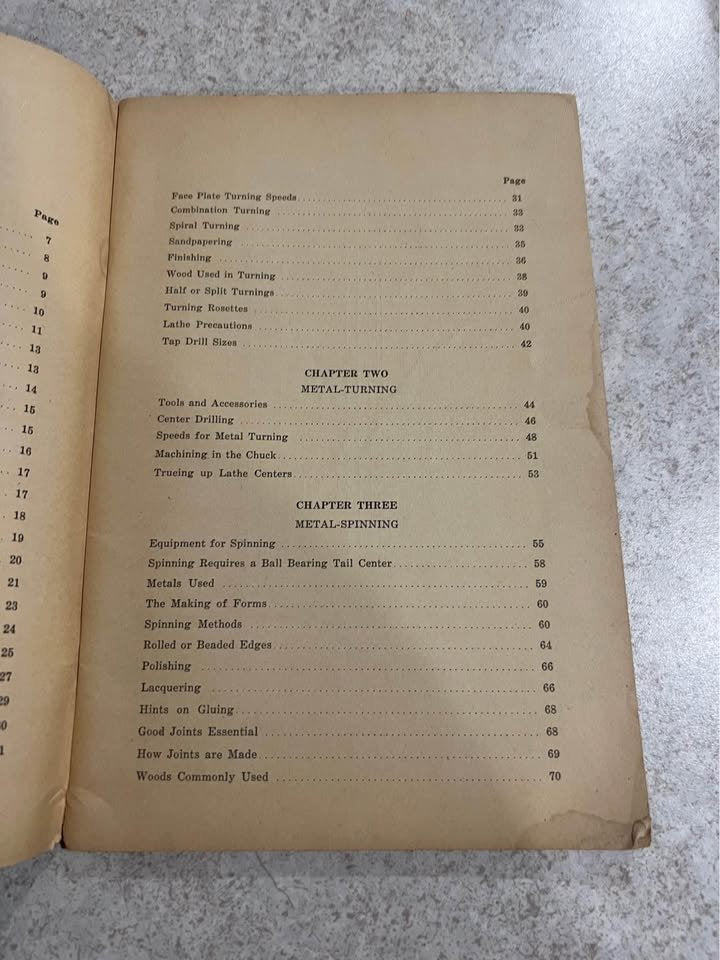 Page
7
8
9
9
10
11
13
13
14
15
15
16
17
17
18
19
20
21
23
24
25
27
29
Page
Face Plate Turning Speeds 31
Combination Turning 33
Spiral Turning 33
Sandpapering 35
Finishing 36
Wood Used in Turning 38
Half or Split Turnings 39
Turning Rosettes 40
Lathe Precautions 40
Tap Drill Sizes 42
CHAPTER TWO
METAL-TURNING
Tools and Accessories 44
Center Drilling 46
Speeds for Metal Turning 48
Machining in the Chuck 51
Trueing up Lathe Centers 53
CHAPTER THREE
METAL-SPINNING
Equipment for Spinning 55
Spinning Requires a Ball Bearing Tail Center 58
Metals Used 59
The Making of Forms 60
Spinning Methods 60
Rolled or Beaded Edges 64
Polishing 66
Lacquering 66
Hints on Gluing 68
Good Joints Essential 68
How Joints are Made 69
Woods Commonly Used 70